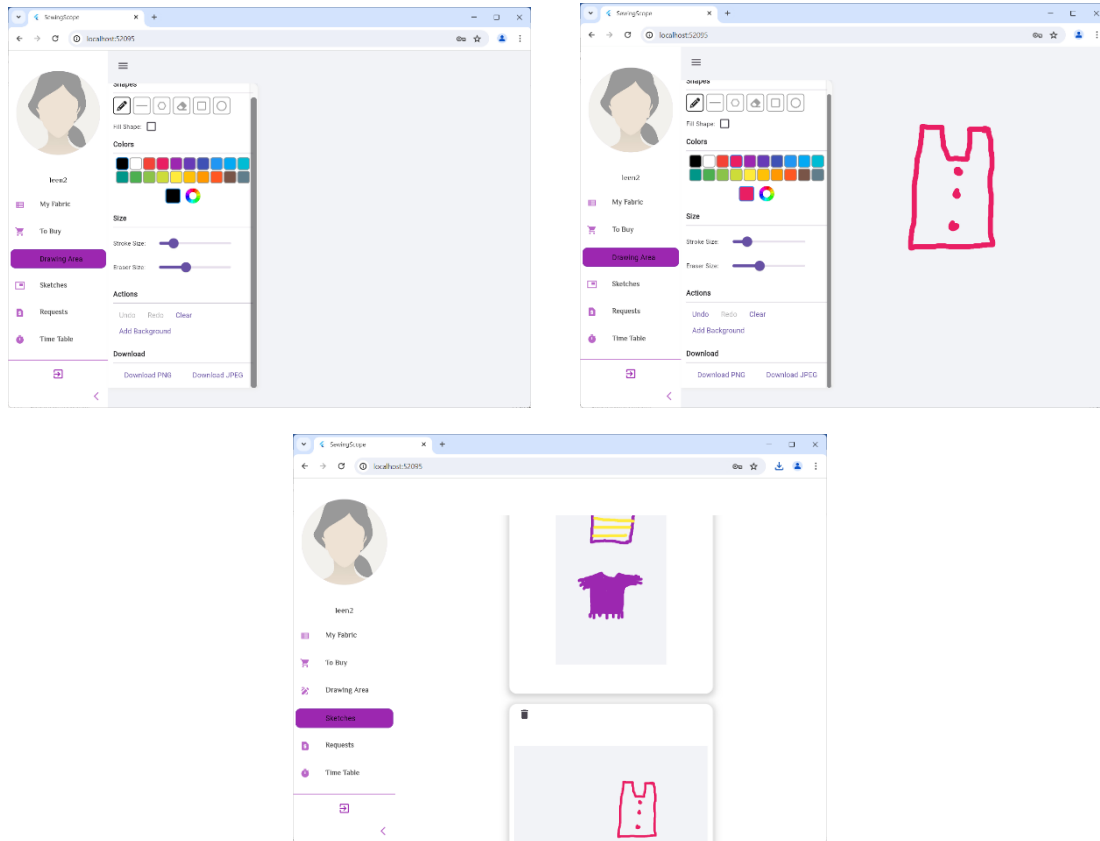 SewingScope
localhost:52095
Shapes
Fill Shape:
Colors
leen2
My Fabric
To Buy
Size
Stroke Size:
Drawing Area
Eraser Size:
Sketches
Actions
Requests
Undo Redo Clear
Add Background
Time Table
Download
Download PNG Download JPEG
SewingScope
localhost:52095
Shapes
Fill Shape:
Colors
leen2
My Fabric
Size
To Buy
Stroke Size:
Drawing Area
Eraser Size:
Sketches
Actions
Requests
Undo Redo Clear
Add Background
Time Table
Download
Download PNG Download JPEG
SewingScope
localhost:52095
leen2
My Fabric
To Buy
Drawing Area
Sketches
Requests
Time Table